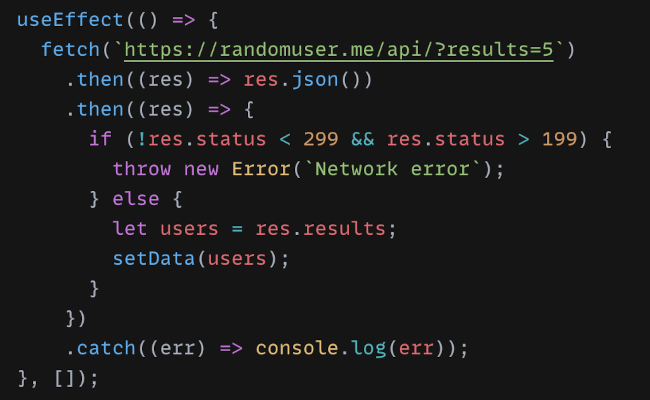 useEffect(() => {
  fetch(`https://randomuser.me/api/?results=5`)
    .then((res) => res.json())
    .then((res) => {
      if (!res.status < 299 && res.status > 199) {
        throw new Error(`Network error`);
      } else {
        let users = res.results;
        setData(users);
      }
    })
    .catch((err) => console.log(err));
}, []);